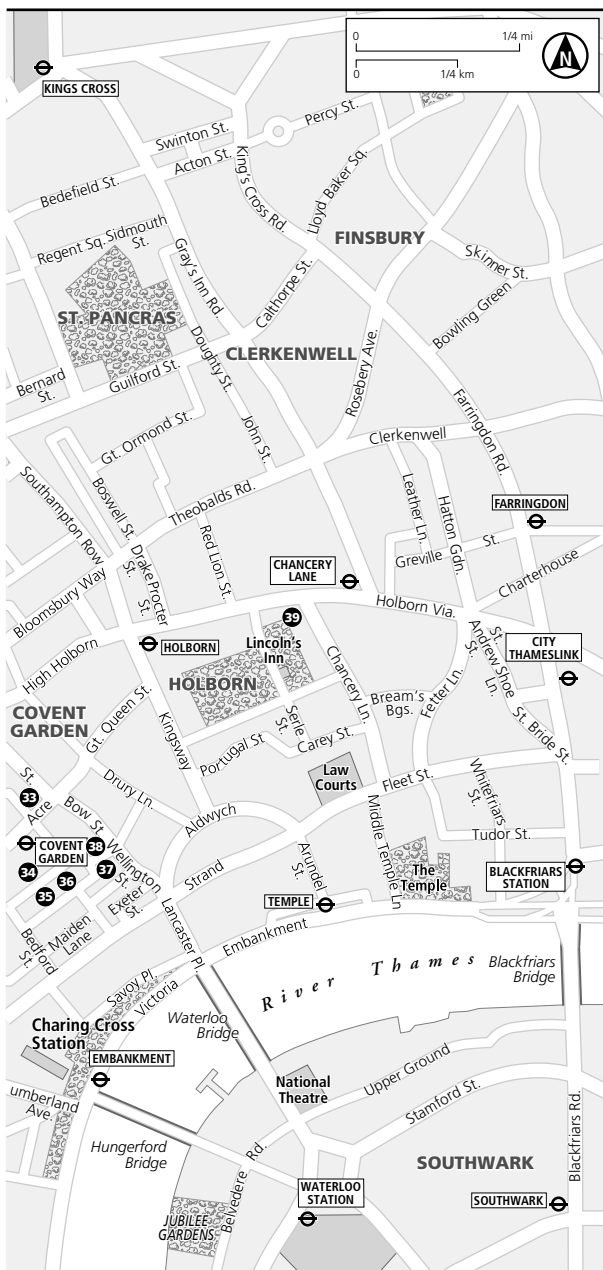 0 1/4 mi
0 1/4 km
N
KINGS CROSS
Percy St.
Swinton St.
Acton St.
King's Cross Rd.
Lloyd Baker Sq.
Bedefield St.
Sidmouth
St.
Regent Sq.
FINSBURY
Skinner St.
Gray's Inn Rd.
Calthorpe St.
ST. PANCRAS
Bowling Green
CLERKENWELL
Rosebery Ave.
Doughty St.
Guilford St.
Bernard
St.
John St.
Farringdon Rd.
Gt. Ormond St.
Clerkenwell
Southampton Row
Boswell St.
Theobalds Rd.
Leather Ln.
Hatton Gdn.
FARRINGDON
Red Lion St.
Drake
St.
Procter
St.
Greville St.
Charterhouse
CHANCERY
LANE
Bloomsbury Way
Holborn Via.
39
High Holborn
HOLBORN
Lincoln's
Inn
St. Andrew
St.
Shoe
Ln.
CITY
THAMESLINK
HOLBORN
Chancery Ln.
Bream's
Bgs.
Fetter Ln.
St. Bride St.
COVENT
GARDEN
Gt. Queen St.
Kingsway
Serle
St.
Carey St.
Portugal St
Law
Courts
Fleet St.
Whitefriars
St.
St.
33
Acre
Drury Ln.
Bow St.
Aldwych
Tudor St.
COVENT
GARDEN
38
Wellington
St.
34
36
37
35
Strand
Arundel
St.
Middle Temple Ln
The
Temple
BLACKFRIARS
STATION
Exeter
St.
Maiden
Lane
Bedford
St.
TEMPLE
Lancaster Pl.
Embankment
Savoy Pl.
Victoria
River Thames
Blackfriars
Bridge
Waterloo
Bridge
Charing Cross
Station
EMBANKMENT
National
Theatre
Upper Ground
Stamford St.
umberland
Ave.
Hungerford
Bridge
Belvedere Rd.
Blackfriars Rd.
SOUTHWARK
WATERLOO
STATION
SOUTHWARK
JUBILEE
GARDENS